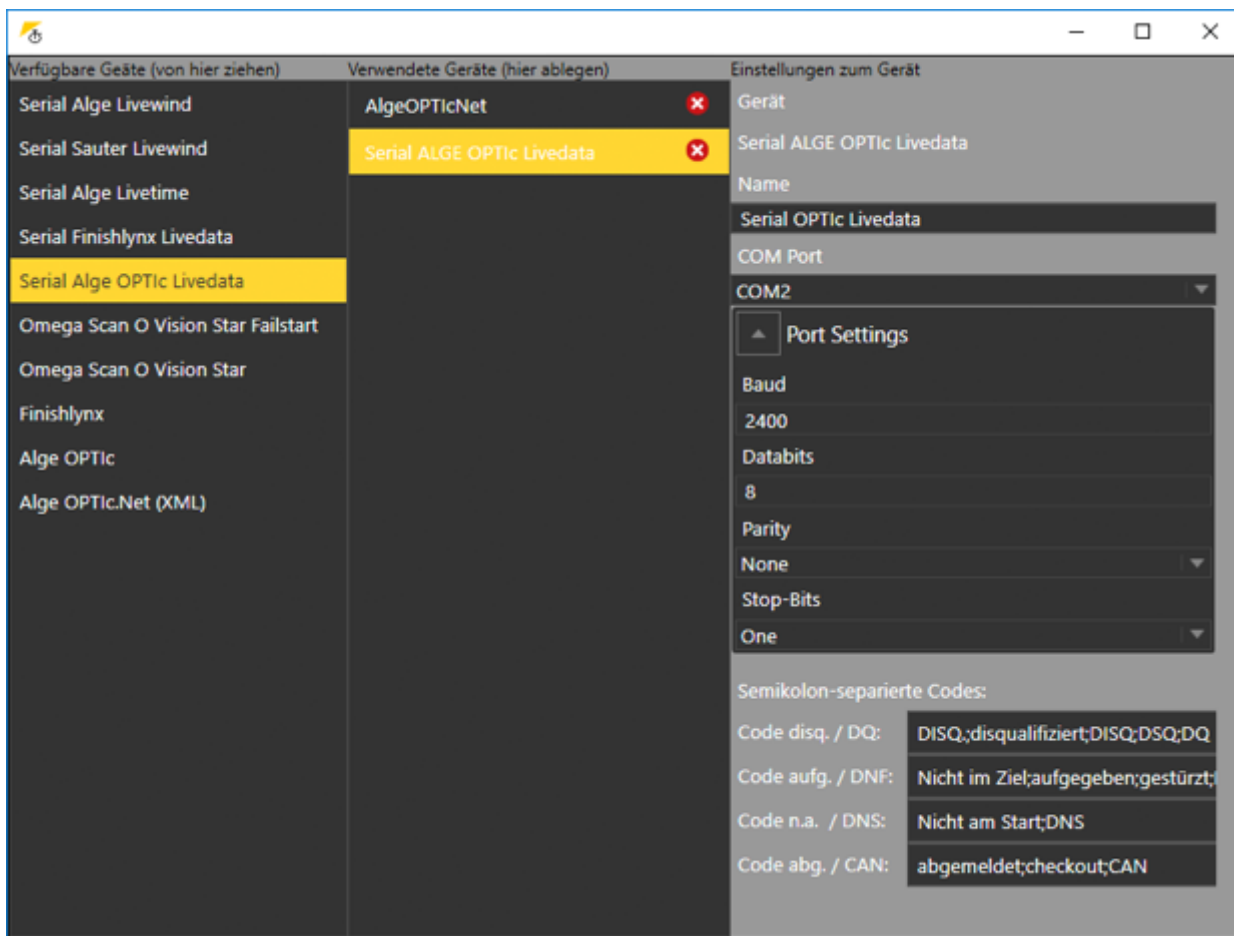 Verfügbare Geäte (von hier ziehen)
Serial Alge Livewind
Serial Sauter Livewind
Serial Alge Livetime
Serial Finishlynx Livedata
Serial Alge OPTIc Livedata
Omega Scan O Vision Star Failstart
Omega Scan O Vision Star
Finishlynx
Alge OPTIc
Alge OPTIc.Net (XML)
Verwendete Geräte (hier ablegen)
AlgeOPTIcNet
Serial ALGE OPTIc Livedata
Einstellungen zum Gerät
Gerät
Serial ALGE OPTIc Livedata
Name
Serial OPTIc Livedata
COM Port
COM2
Port Settings
Baud
2400
Databits
8
Parity
None
Stop-Bits
One
Semikolon-separierte Codes:
Code disq. / DQ: DISQ.;disqualifiziert;DISQ;DSQ;DQ
Code aufg. / DNF: Nicht im Ziel;aufgegeben;gestürzt;
Code n.a. / DNS: Nicht am Start;DNS
Code abg. / CAN: abgemeldet;checkout;CAN